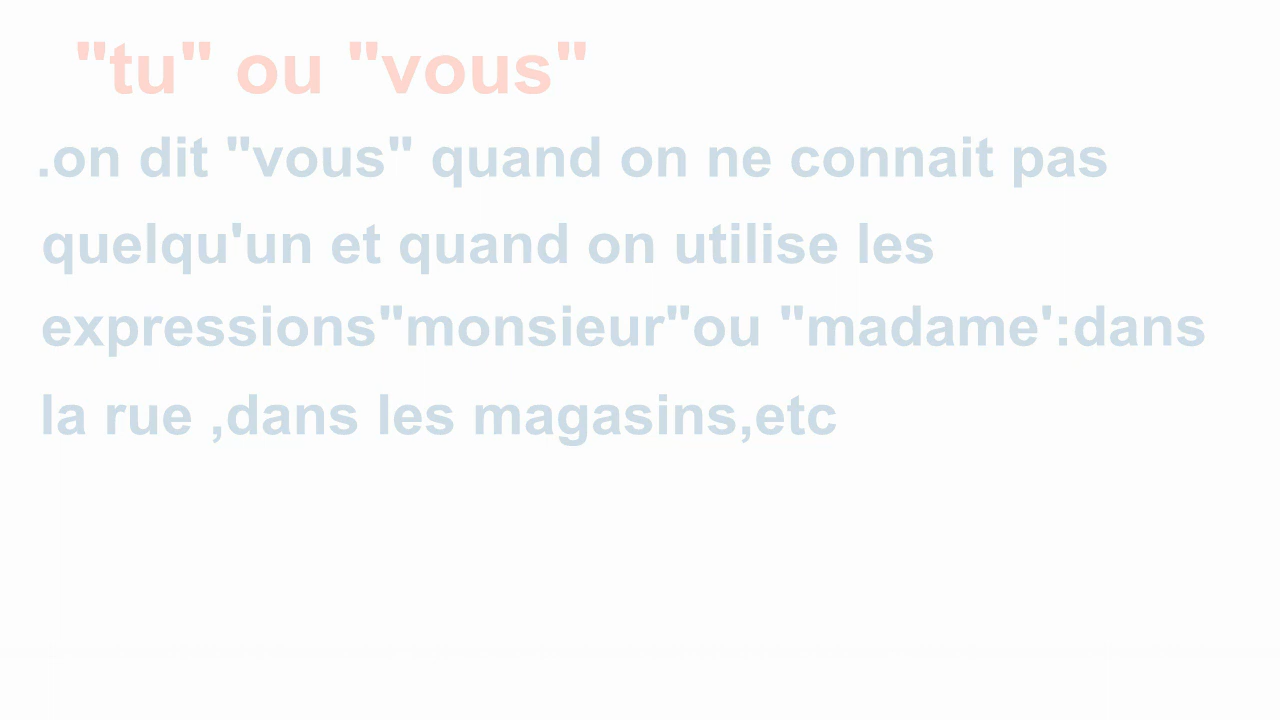 "tu" ou "vous"
.on dit "vous" quand on ne connait pas
quelqu'un et quand on utilise les
expressions"monsieur"ou "madame':dans
la rue ,dans les magasins,etc